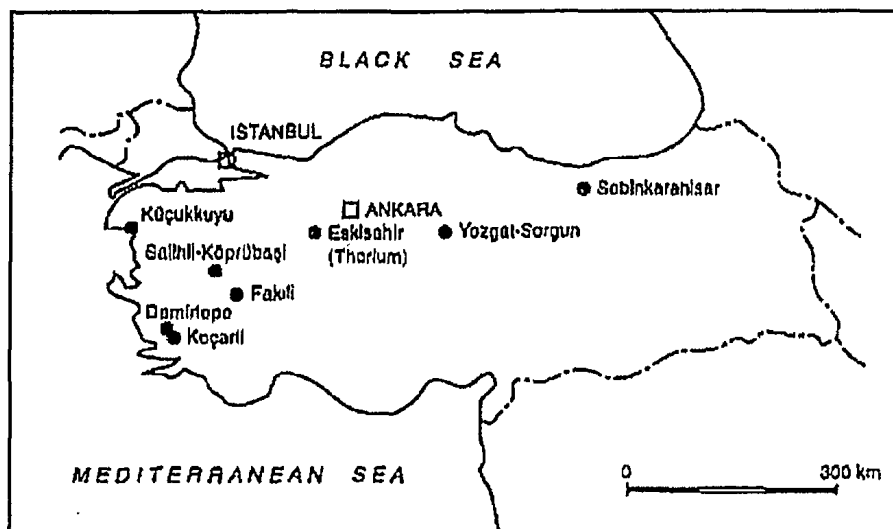 BLACK SEA
ISTANBUL
Sebinkarahisar
Küçükkuyu
ANKARA
Eskisehir
(Thorium)
Yozgat-Sorgun
Salihli-Köprübaşi
Fakili
Demirtepe
Koçarli
MEDITERRANEAN SEA
0
300 km